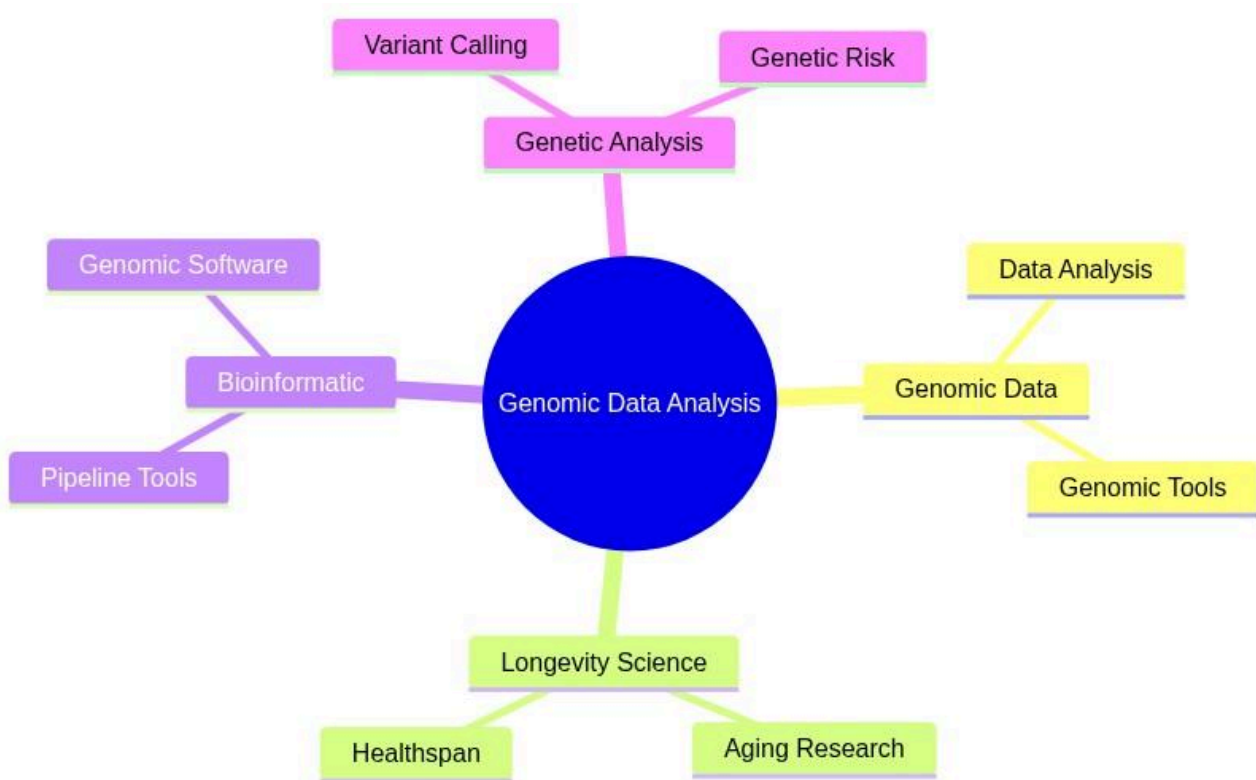 Variant Calling
Genetic Risk
Genetic Analysis
Genomic Software
Data Analysis
Bioinformatic
Genomic Data Analysis
Genomic Data
Pipeline Tools
Genomic Tools
Longevity Science
Healthspan
Aging Research